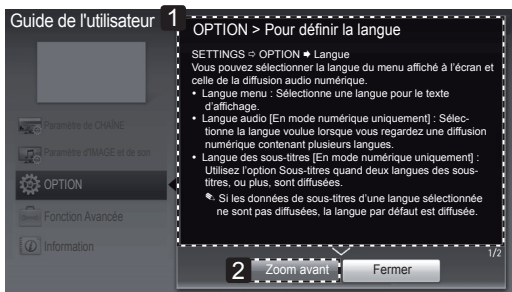 Guide de l'utilisateur
1
OPTION > Pour définir la langue
SETTINGS ⇨ OPTION ➡ Langue
Vous pouvez sélectionner la langue du menu affiché à l'écran et
celle de la diffusion audio numérique.
• Langue menu : Sélectionne une langue pour le texte
d'affichage.
• Langue audio [En mode numérique uniquement] : Sélec-
tionne la langue voulue lorsque vous regardez une diffusion
numérique contenant plusieurs langues.
• Langue des sous-titres [En mode numérique uniquement] :
Utilisez l'option Sous-titres quand deux langues des sous-
titres, ou plus, sont diffusées.
✎ Si les données de sous-titres d'une langue sélectionnée
ne sont pas diffusées, la langue par défaut est diffusée.
Paramètre de CHAÎNE
Paramètre d'IMAGE et de son
OPTION
Fonction Avancée
Information
1/2
2
Zoom avant
Fermer